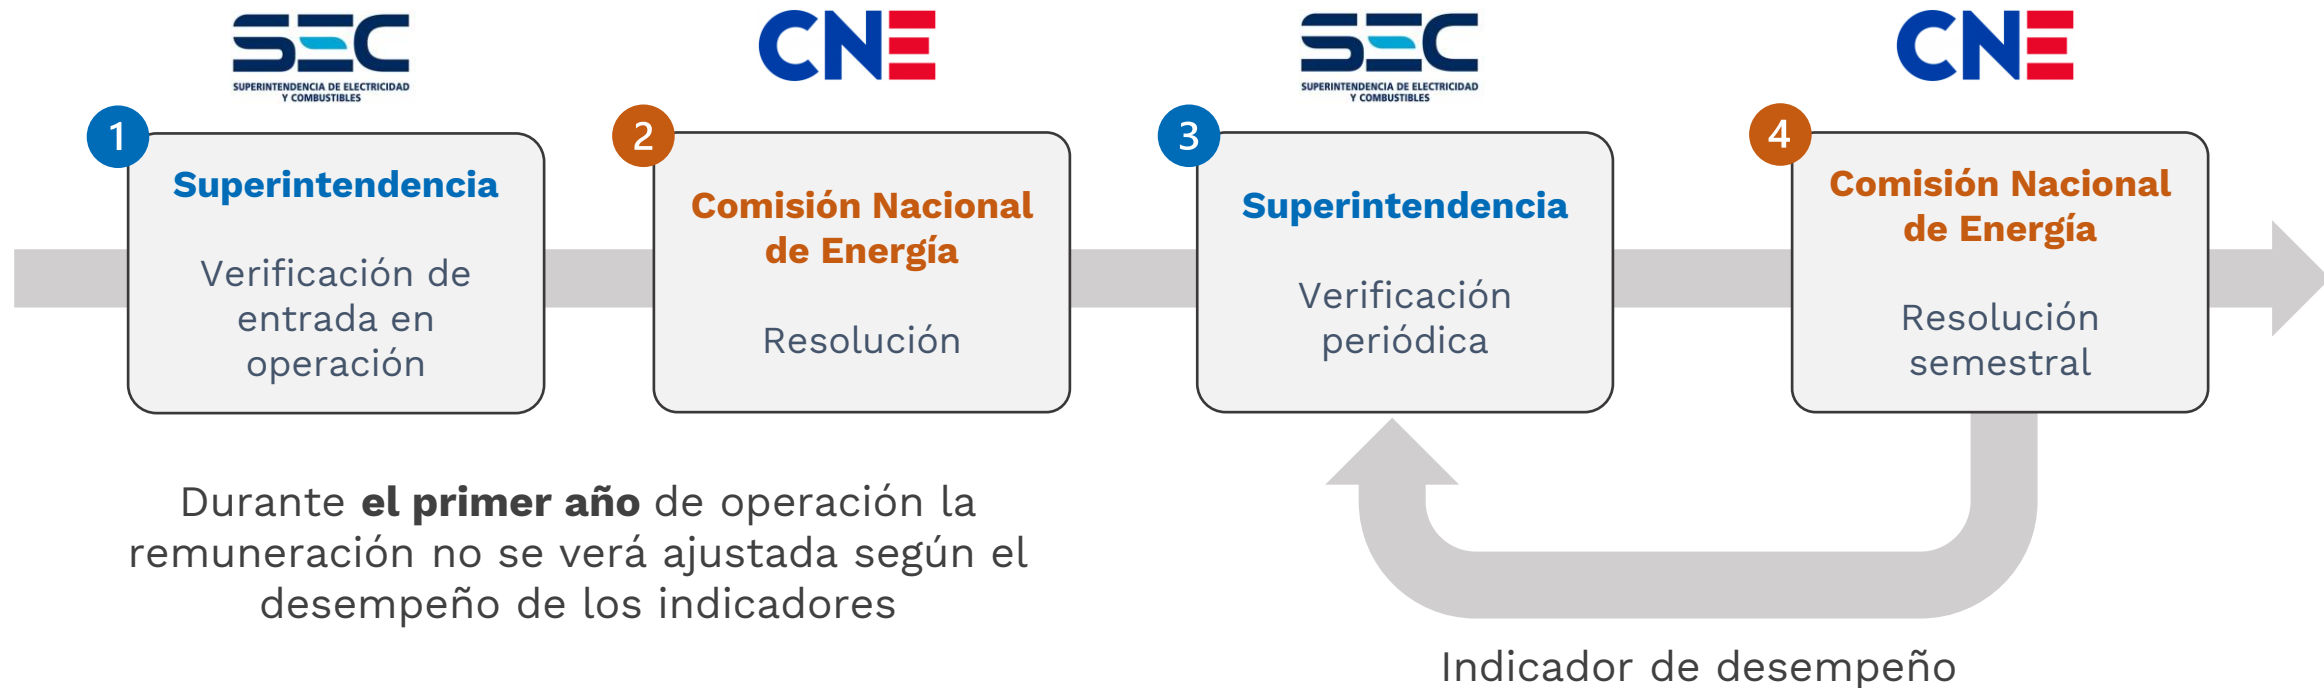 SEC
SUPERINTENDENCIA DE ELECTRICIDAD
Y COMBUSTIBLES
CNE
SEC
SUPERINTENDENCIA DE ELECTRICIDAD
Y COMBUSTIBLES
CNE
1
Superintendencia
Verificación de
entrada en
operación
2
Comisión Nacional
de Energía
Resolución
3
Superintendencia
Verificación
periódica
4
Comisión Nacional
de Energía
Resolución
semestral
Durante el primer año de operación la
remuneración no se verá ajustada según el
desempeño de los indicadores
Indicador de desempeño